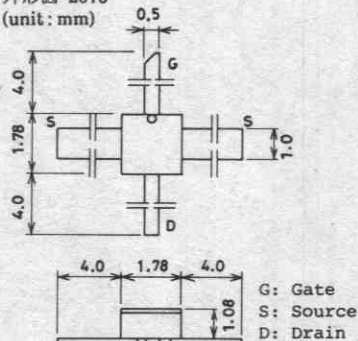 (unit : mm)
0.5
4.0
G
S
S
1.78
1.0
4.0
D
4.0 1.78 4.0
1.08
G: Gate
S: Source
D: Drain